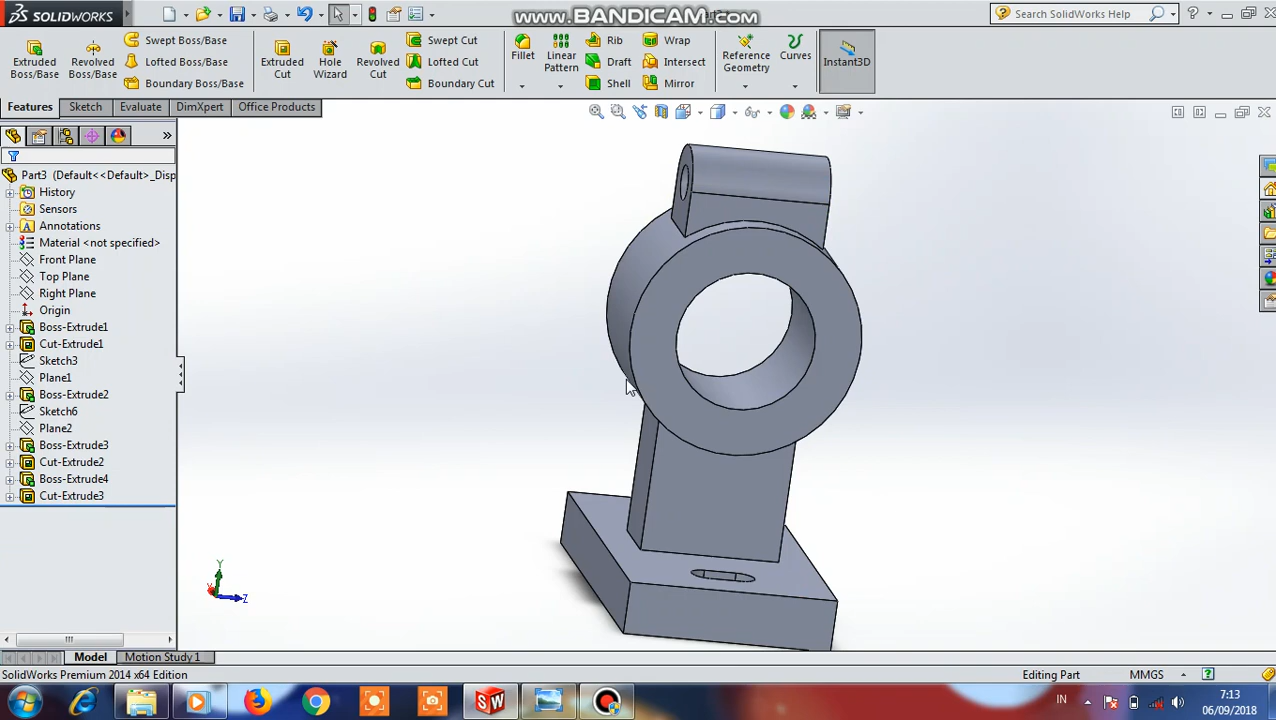 SOLIDWORKS
www.BANDICAM.com
Search SolidWorks Help
Extruded Boss/Base
Revolved Boss/Base
Swept Boss/Base
Lofted Boss/Base
Boundary Boss/Base
Extruded Cut
Hole Wizard
Revolved Cut
Swept Cut
Lofted Cut
Boundary Cut
Fillet
Linear Pattern
Rib
Draft
Shell
Wrap
Intersect
Mirror
Reference Geometry
Curves
Instant3D
Features
Sketch
Evaluate
DimXpert
Office Products
Part3 (Default<<Default>_Disp
History
Sensors
Annotations
Material <not specified>
Front Plane
Top Plane
Right Plane
Origin
Boss-Extrude1
Cut-Extrude1
Sketch3
Plane1
Boss-Extrude2
Sketch6
Plane2
Boss-Extrude3
Cut-Extrude2
Boss-Extrude4
Cut-Extrude3
Y
Z
Model
Motion Study 1
SolidWorks Premium 2014 x64 Edition
Editing Part
MMGS
SW
IN
7:13
06/09/2018